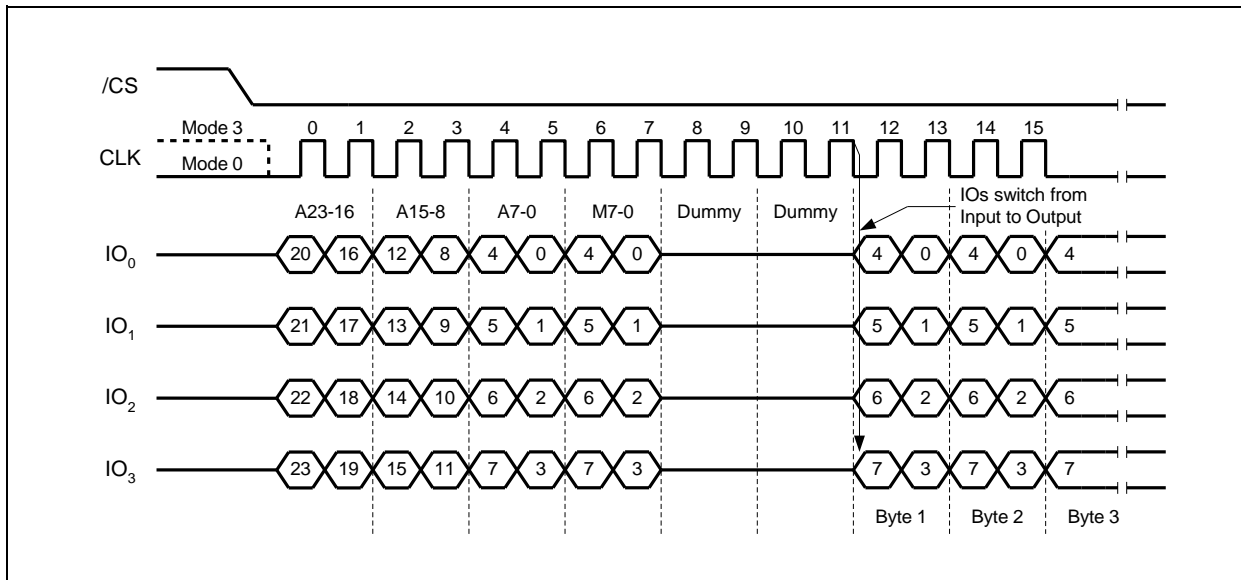 /CS
Mode 3 0 1 2 3 4 5 6 7 8 9 10 11 12 13 14 15
CLK
Mode 0
A23-16 A15-8 A7-0 M7-0 Dummy Dummy
IOs switch from
Input to Output
IO0 20 16 12 8 4 0 4 0 4 0 4 0 4
IO1 21 17 13 9 5 1 5 1 5 1 5 1 5
IO2 22 18 14 10 6 2 6 2 6 2 6 2 6
IO3 23 19 15 11 7 3 7 3 7 3 7 3 7
Byte 1 Byte 2 Byte 3